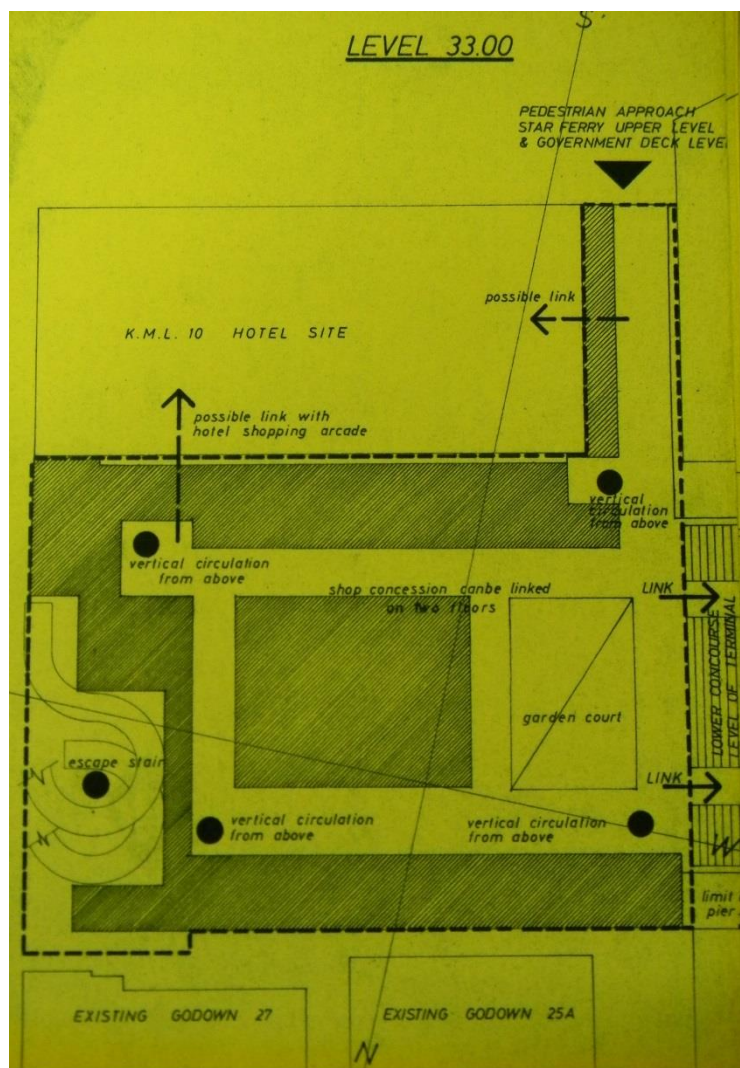 S
LEVEL 33.00
PEDESTRIAN APPROACH
STAR FERRY UPPER LEVEL
& GOVERNMENT DECK LEVEL
possible link
K.M.L. 10 HOTEL SITE
possible link with
hotel shopping arcade
vertical
circulation
from above
vertical circulation
from above
shop concession canbe linked
on two floors
LINK
LOWER CONCOURSE
LEVEL OF TERMINAL
garden court
escape stair
LINK
N
N
vertical circulation
from above
vertical circulation
from above
W
limit
pier
EXISTING GODOWN 27
EXISTING GODOWN 25A
N